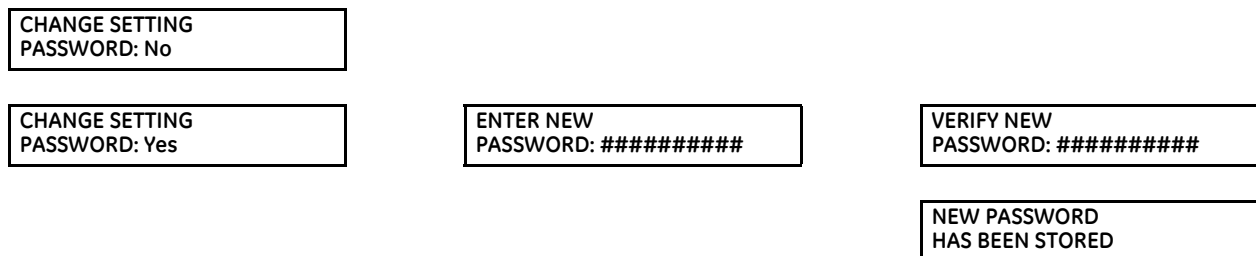 CHANGE SETTING
PASSWORD: No
CHANGE SETTING
PASSWORD: Yes
ENTER NEW
PASSWORD: ##########
VERIFY NEW
PASSWORD: ##########
NEW PASSWORD
HAS BEEN STORED